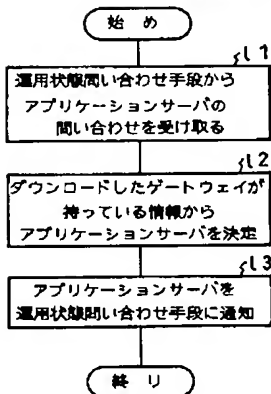 始め
l1
運用状態問い合わせ手段から
アプリケーションサーバの
問い合わせを受け取る
l2
ダウンロードしたゲートウェイが
持っている情報から
アプリケーションサーバを決定
l3
アプリケーションサーバを
運用状態問い合わせ手段に通知
終り